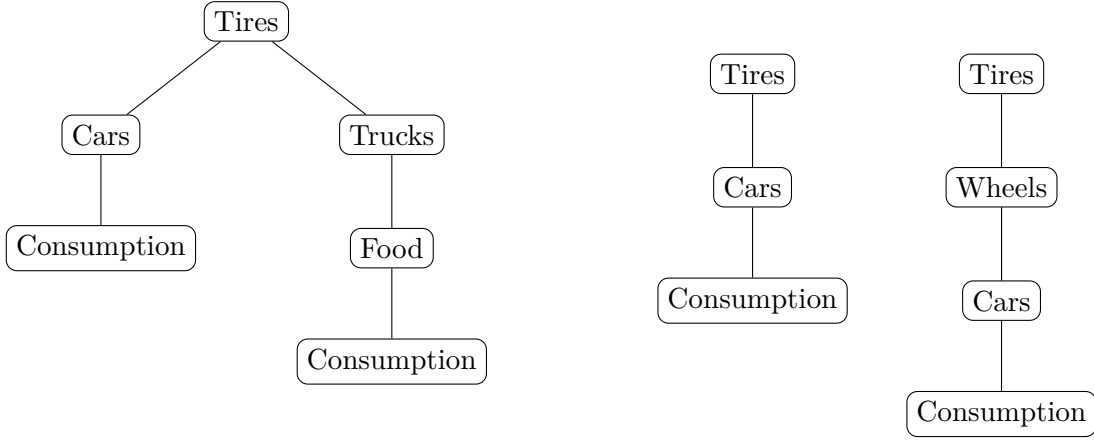 Tires
Cars
Trucks
Consumption
Food
Consumption
Tires
Cars
Consumption
Tires
Wheels
Cars
Consumption